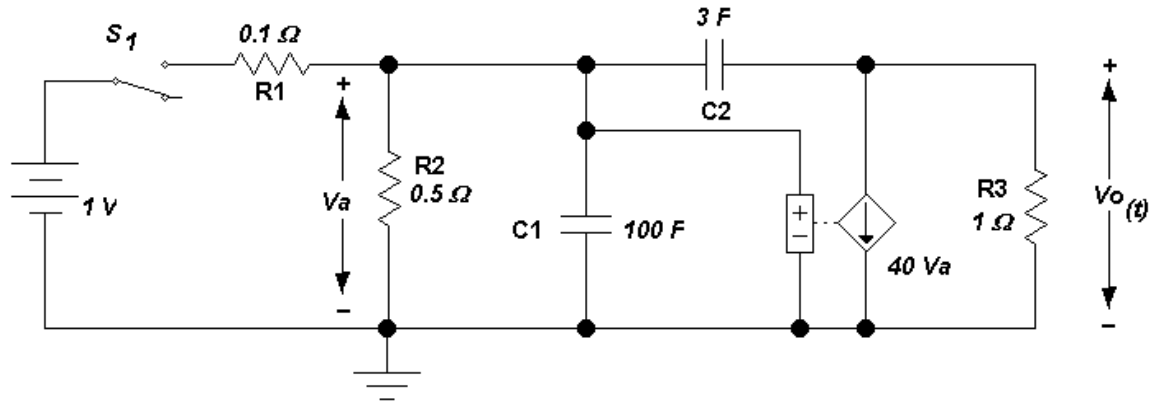 S1
0.1 Ω
R1
3 F
C2
+
Va
−
R2
0.5 Ω
1 V
C1
100 F
+
−
40 Va
R3
1 Ω
+
Vo(t)
−